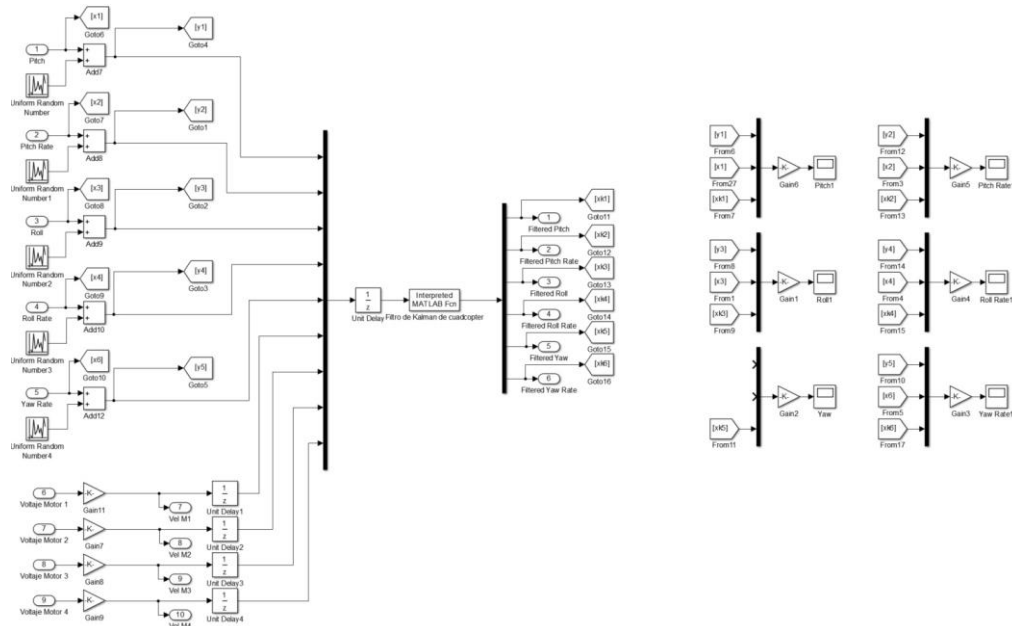 [x1]
Goto6
1
Pitch
Add7
[y1]
Goto4
Uniform Random
Number
[x2]
Goto7
2
Pitch Rate
Add8
[y2]
Goto1
Uniform Random
Number1
[x3]
Goto8
3
Roll
Add9
[y3]
Goto2
Uniform Random
Number2
[x4]
Goto9
4
Roll Rate
Add10
[y4]
Goto3
Uniform Random
Number3
[x6]
Goto10
5
Yaw Rate
Add12
[y5]
Goto5
Uniform Random
Number4
6
Voltaje Motor 1
-K-
Gain11
7
Vel M1
1
z
Unit Delay1
7
Voltaje Motor 2
-K-
Gain7
8
Vel M2
1
z
Unit Delay2
8
Voltaje Motor 3
-K-
Gain8
9
Vel M3
1
z
Unit Delay3
9
Voltaje Motor 4
-K-
Gain9
10
Vel M4
1
z
Unit Delay4
1
z
Unit Delay
Interpreted
MATLAB Fcn
Filtro de Kalman de cuadcopter
[xk1]
Goto11
1
Filtered Pitch
[xk2]
Goto12
2
Filtered Pitch Rate
[xk3]
Goto13
3
Filtered Roll
[xk4]
Goto14
4
Filtered Roll Rate
[xk5]
Goto15
5
Filtered Yaw
[xk6]
Goto16
6
Filtered Yaw Rate
[y1]
From6
[x1]
From27
[xk1]
From7
-K-
Gain6
Pitch1
[y2]
From12
[x2]
From3
[xk2]
From13
-K-
Gain5
Pitch Rate1
[y3]
From8
[x3]
From1
[xk3]
From9
-K-
Gain1
Roll1
[y4]
From14
[x4]
From4
[xk4]
From15
-K-
Gain4
Roll Rate1
[xk5]
From11
-K-
Gain2
Yaw
[y5]
From10
[x6]
From5
[xk6]
From17
-K-
Gain3
Yaw Rate1